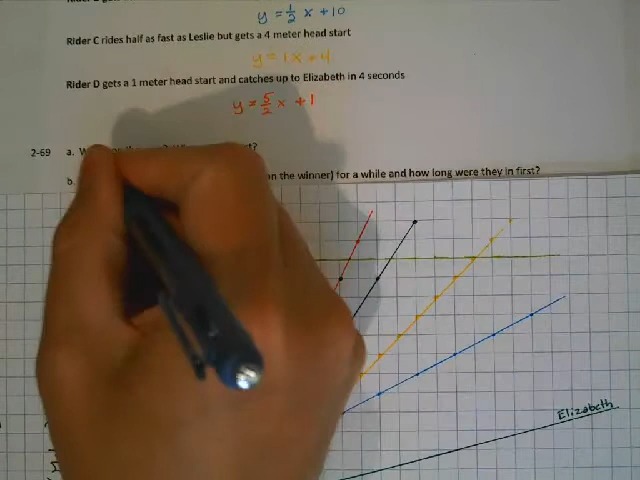 y = 1/2 x + 10
Rider C rides half as fast as Leslie but gets a 4 meter head start
y = 1x + 4
Rider D gets a 1 meter head start and catches up to Elizabeth in 4 seconds
y = 5/2 x + 1
2-69 a.
b. the winner) for a while and how long were they in first?
Elizabeth